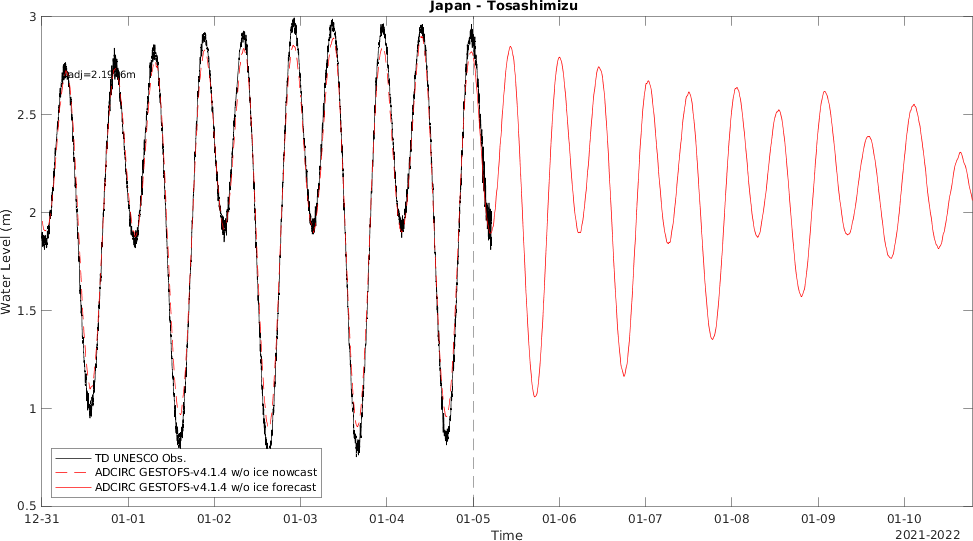 Japan - Tosashimizu
3
2.5
2
1.5
1
0.5
Water Level (m)
TD UNESCO Obs.
ADCIRC GESTOFS-v4.1.4 w/o ice nowcast
ADCIRC GESTOFS-v4.1.4 w/o ice forecast
12-31 01-01 01-02 01-03 01-04 01-05 01-06 01-07 01-08 01-09 01-10
Time
2021-2022